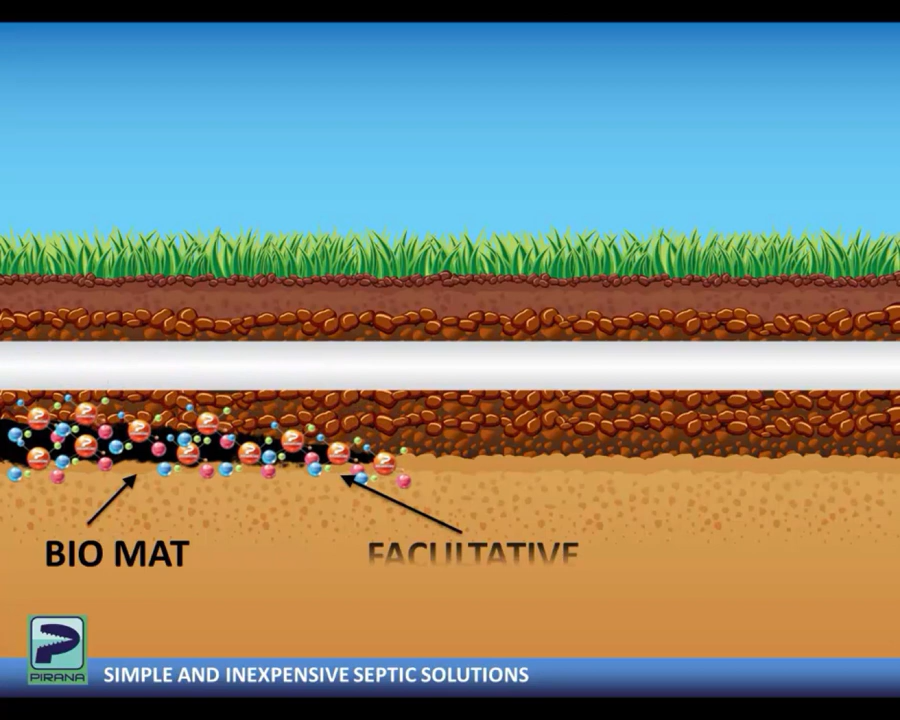 BIO MAT
FACULTATIVE
PIRANA
SIMPLE AND INEXPENSIVE SEPTIC SOLUTIONS